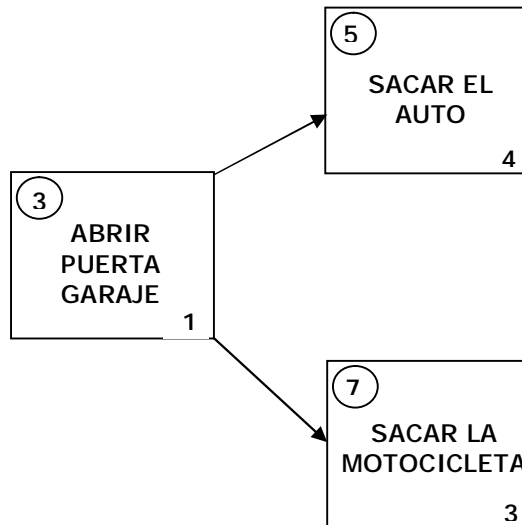 5
SACAR EL
AUTO
4
3
ABRIR
PUERTA
GARAJE
1
7
SACAR LA
MOTOCICLETA
3